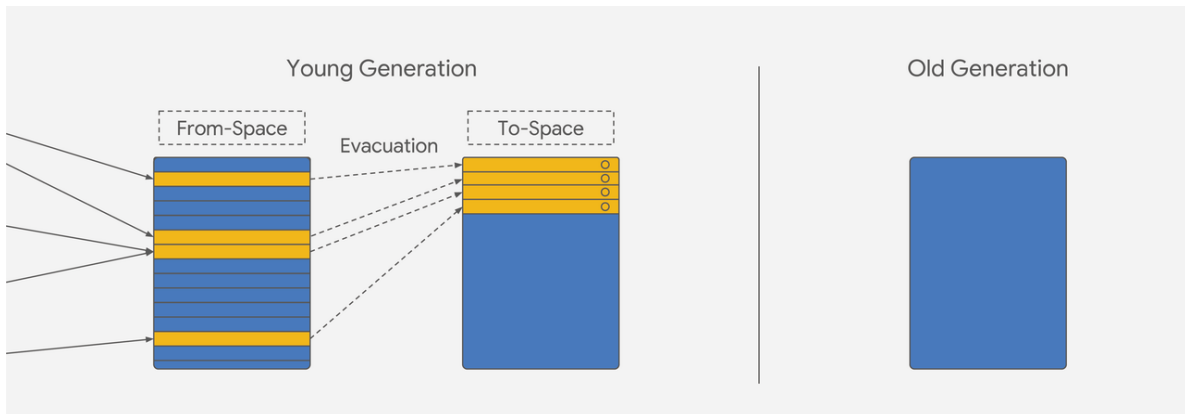 Young Generation
Old Generation
From-Space
Evacuation
To-Space